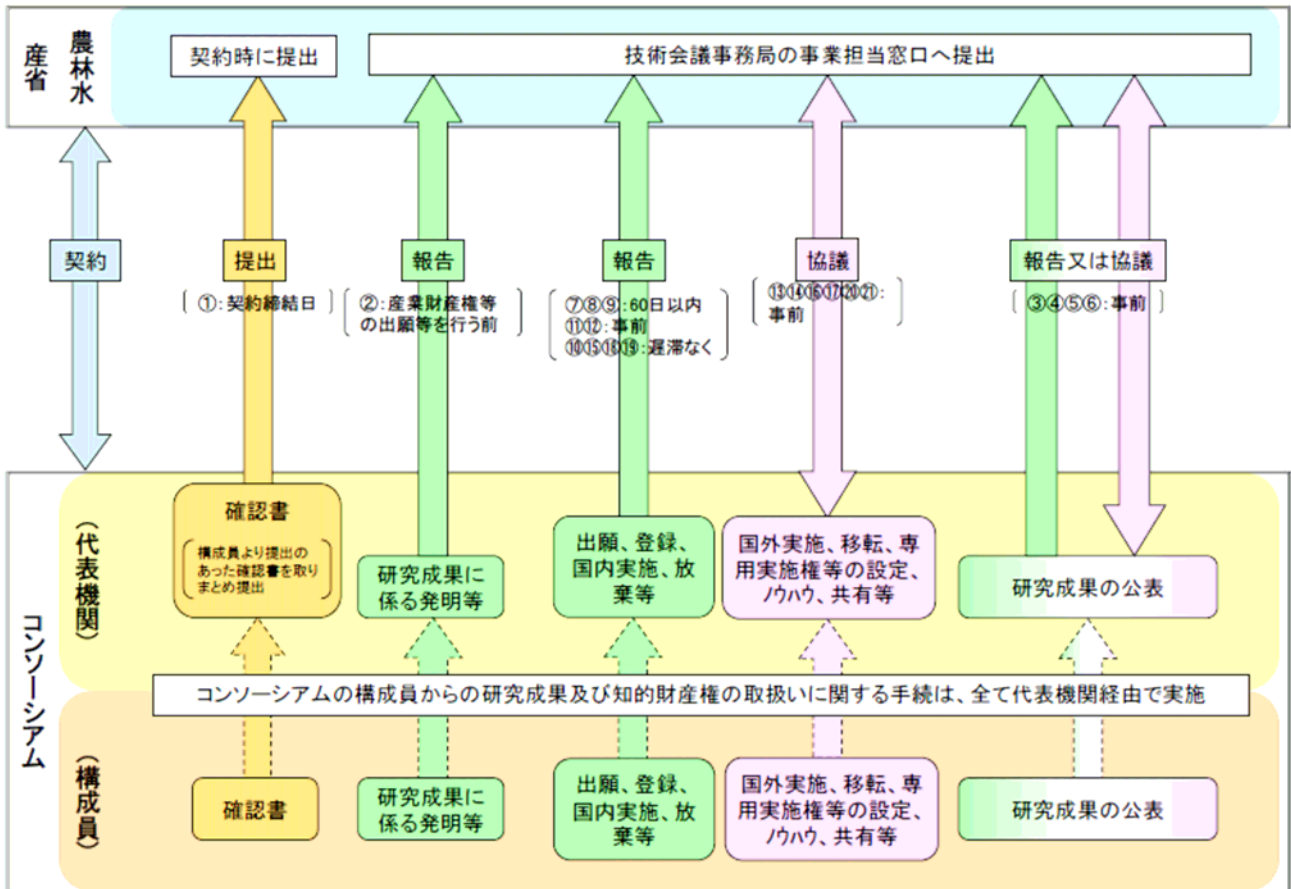 農林水
産省
契約時に提出
技術会議事務局の事業担当窓口へ提出
契約
提出
①:契約締結日
報告
②:産業財産権等
の出願等を行う前
報告
⑦⑧⑨:60日以内
⑪⑫:事前
⑩⑮⑱⑲:遅滞なく
協議
⑬⑭⑯⑰⑳㉑:
事前
報告又は協議
③④⑤⑥:事前
コンソーシアム
(代表機関)
確認書
構成員より提出の
あった確認書を取り
まとめ提出
研究成果に
係る発明等
出願、登録、
国内実施、放
棄等
国外実施、移転、専
用実施権等の設定、
ノウハウ、共有等
研究成果の公表
コンソーシアムの構成員からの研究成果及び知的財産権の取扱いに関する手続は、全て代表機関経由で実施
(構成員)
確認書
研究成果に
係る発明等
出願、登録、
国内実施、放
棄等
国外実施、移転、専
用実施権等の設定、
ノウハウ、共有等
研究成果の公表